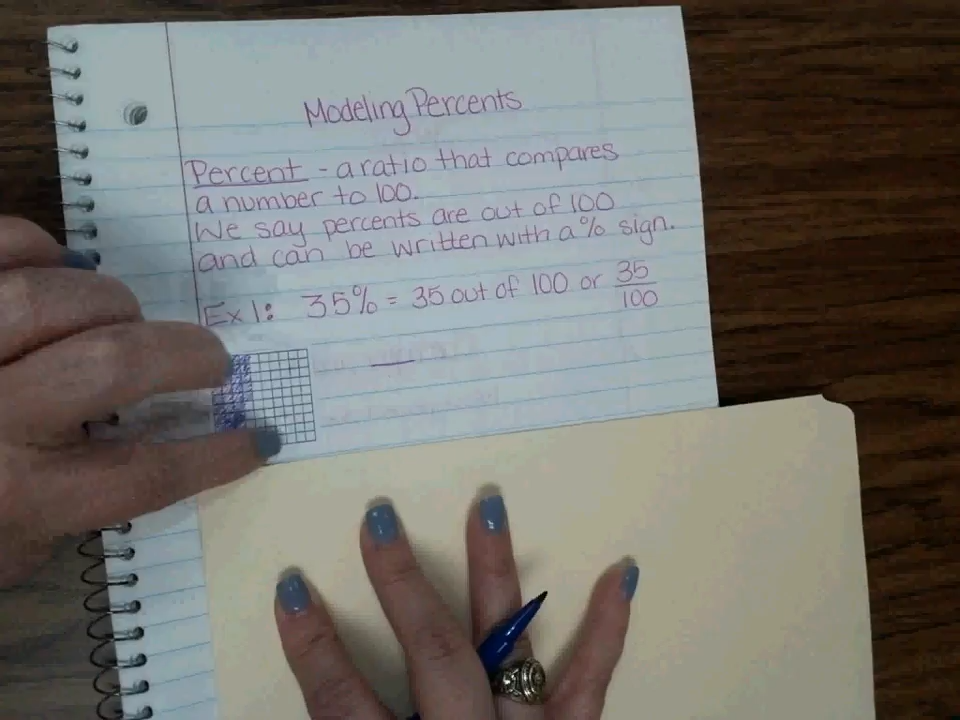 Modeling Percents
Percent - a ratio that compares
a number to 100.
We say percents are out of 100
and can be written with a % sign.
Ex 1: 35% = 35 out of 100 or 35/100